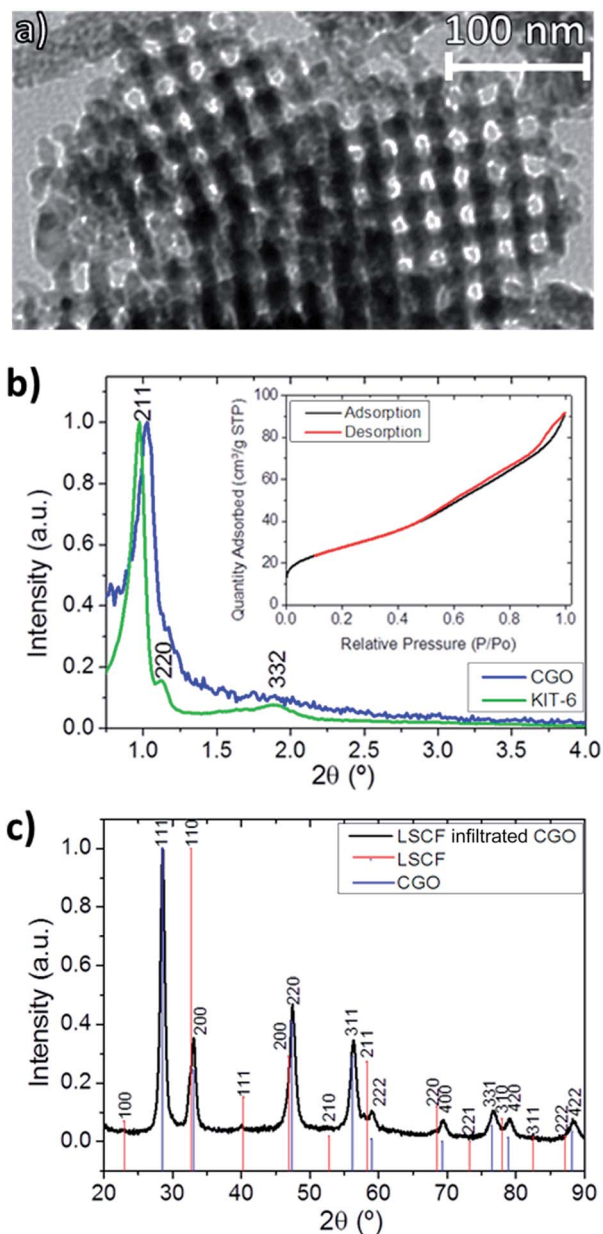 a)
100 nm
b)
211
220
332
Intensity (a.u.)
1.0
0.8
0.6
0.4
0.2
0.0
1.0 1.5 2.0 2.5 3.0 3.5 4.0
2θ (º)
Adsorption
Desorption
Quantity Adsorbed (cm³/g STP)
100
80
60
40
20
0
0.0 0.2 0.4 0.6 0.8 1.0
Relative Pressure (P/Po)
CGO
KIT-6
c)
LSCF infiltrated CGO
LSCF
CGO
Intensity (a.u.)
1.0
0.8
0.6
0.4
0.2
0.0
100
111
110
200
111
200
220
210
311
211
222
220
400
221
331
310
420
311
222
422
20 30 40 50 60 70 80 90
2θ (º)